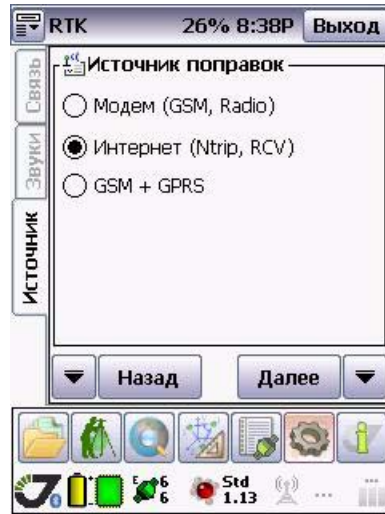 RTK 26% 8:38P Выход
Связь
Звуки
Источник
Источник поправок
Модем (GSM, Radio)
Интернет (Ntrip, RCV)
GSM + GPRS
Назад Далее
0 E 6 6 Std 1.13 ...